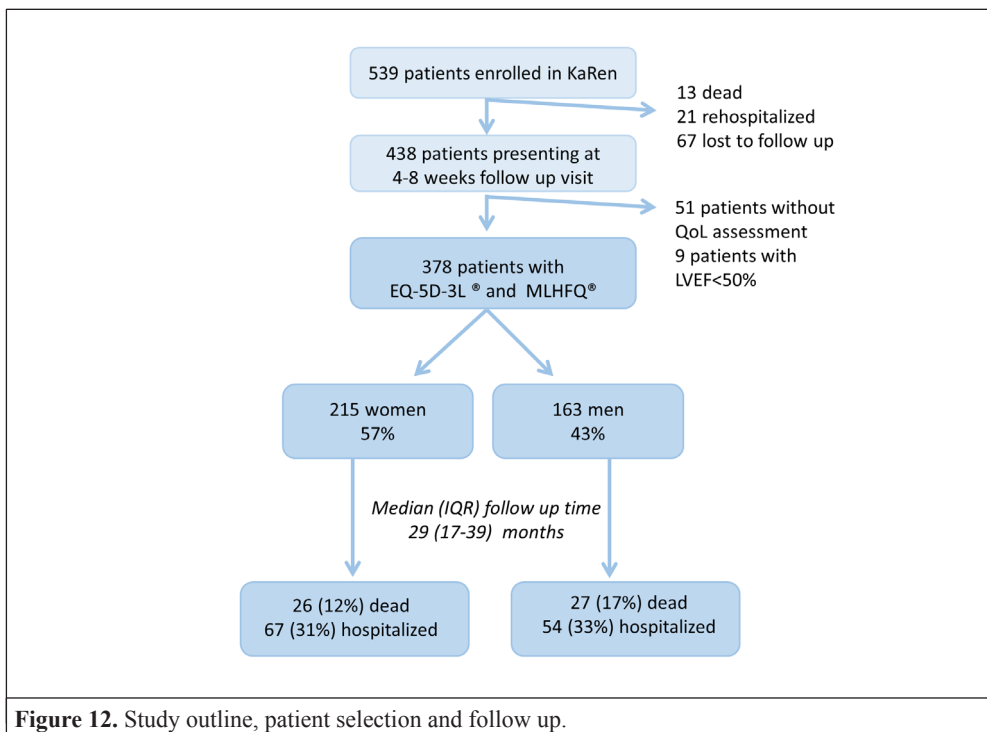 539 patients enrolled in KaRen
13 dead
21 rehospitalized
67 lost to follow up
438 patients presenting at
4-8 weeks follow up visit
51 patients without
QoL assessment
9 patients with
LVEF<50%
378 patients with
EQ-5D-3L ® and MLHFQ®
215 women
57%
163 men
43%
Median (IQR) follow up time
29 (17-39) months
26 (12%) dead
67 (31%) hospitalized
27 (17%) dead
54 (33%) hospitalized
Figure 12. Study outline, patient selection and follow up.